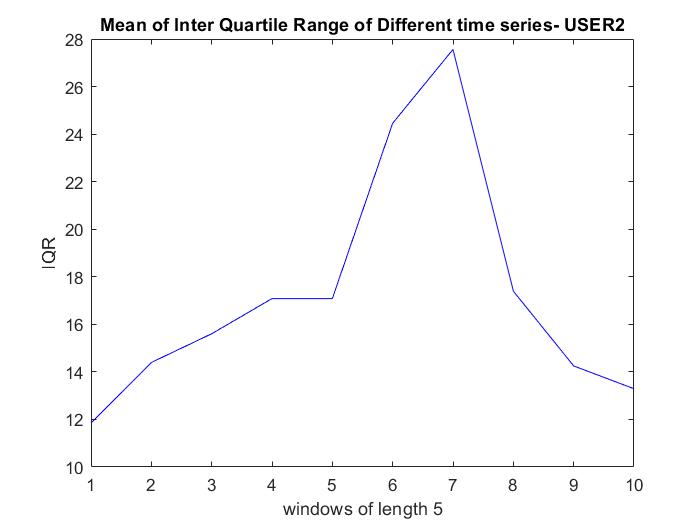 Mean of Inter Quartile Range of Different time series- USER2
28
26
24
22
20
18
16
14
12
10
IQR
1 2 3 4 5 6 7 8 9 10
windows of length 5